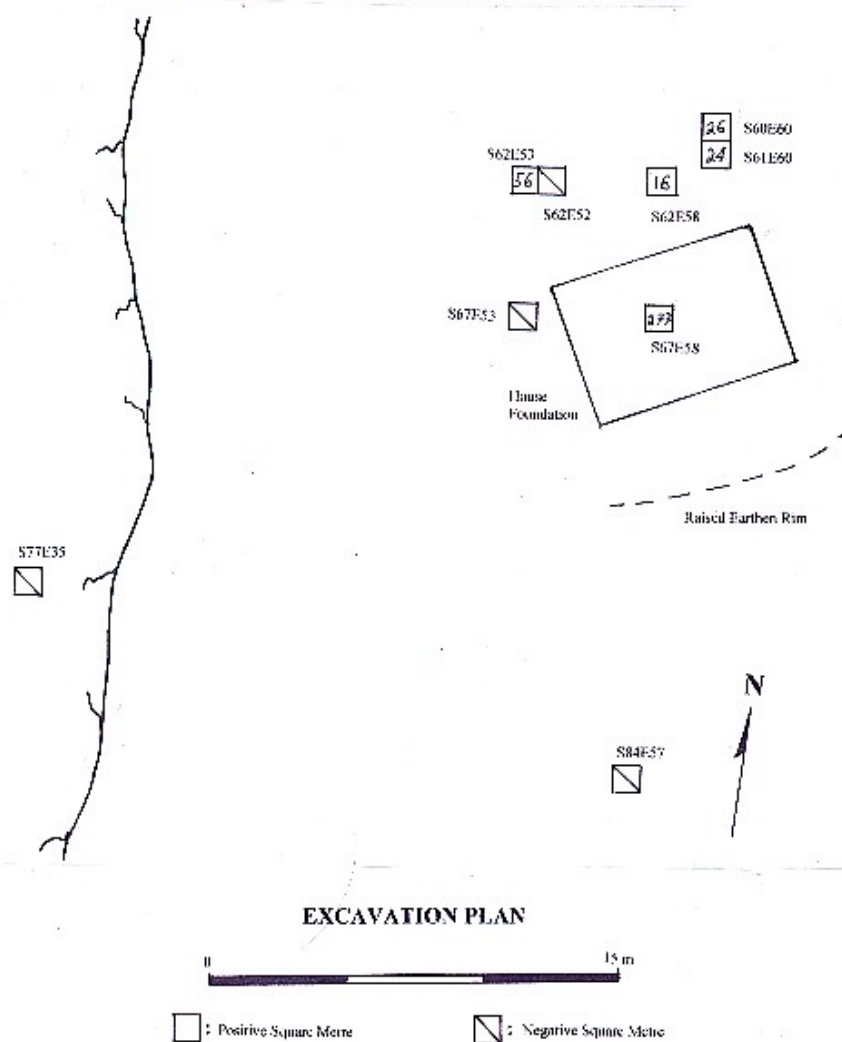 26 S60E60
24 S61E60
S62E53
56
16
S62E52
S62E58
S67E53
277
S67E58
House
Foundation
Raised Earthen Rim
S77E35
N
S84E57
EXCAVATION PLAN
0 15 m
: Positive Square Metre
: Negative Square Metre